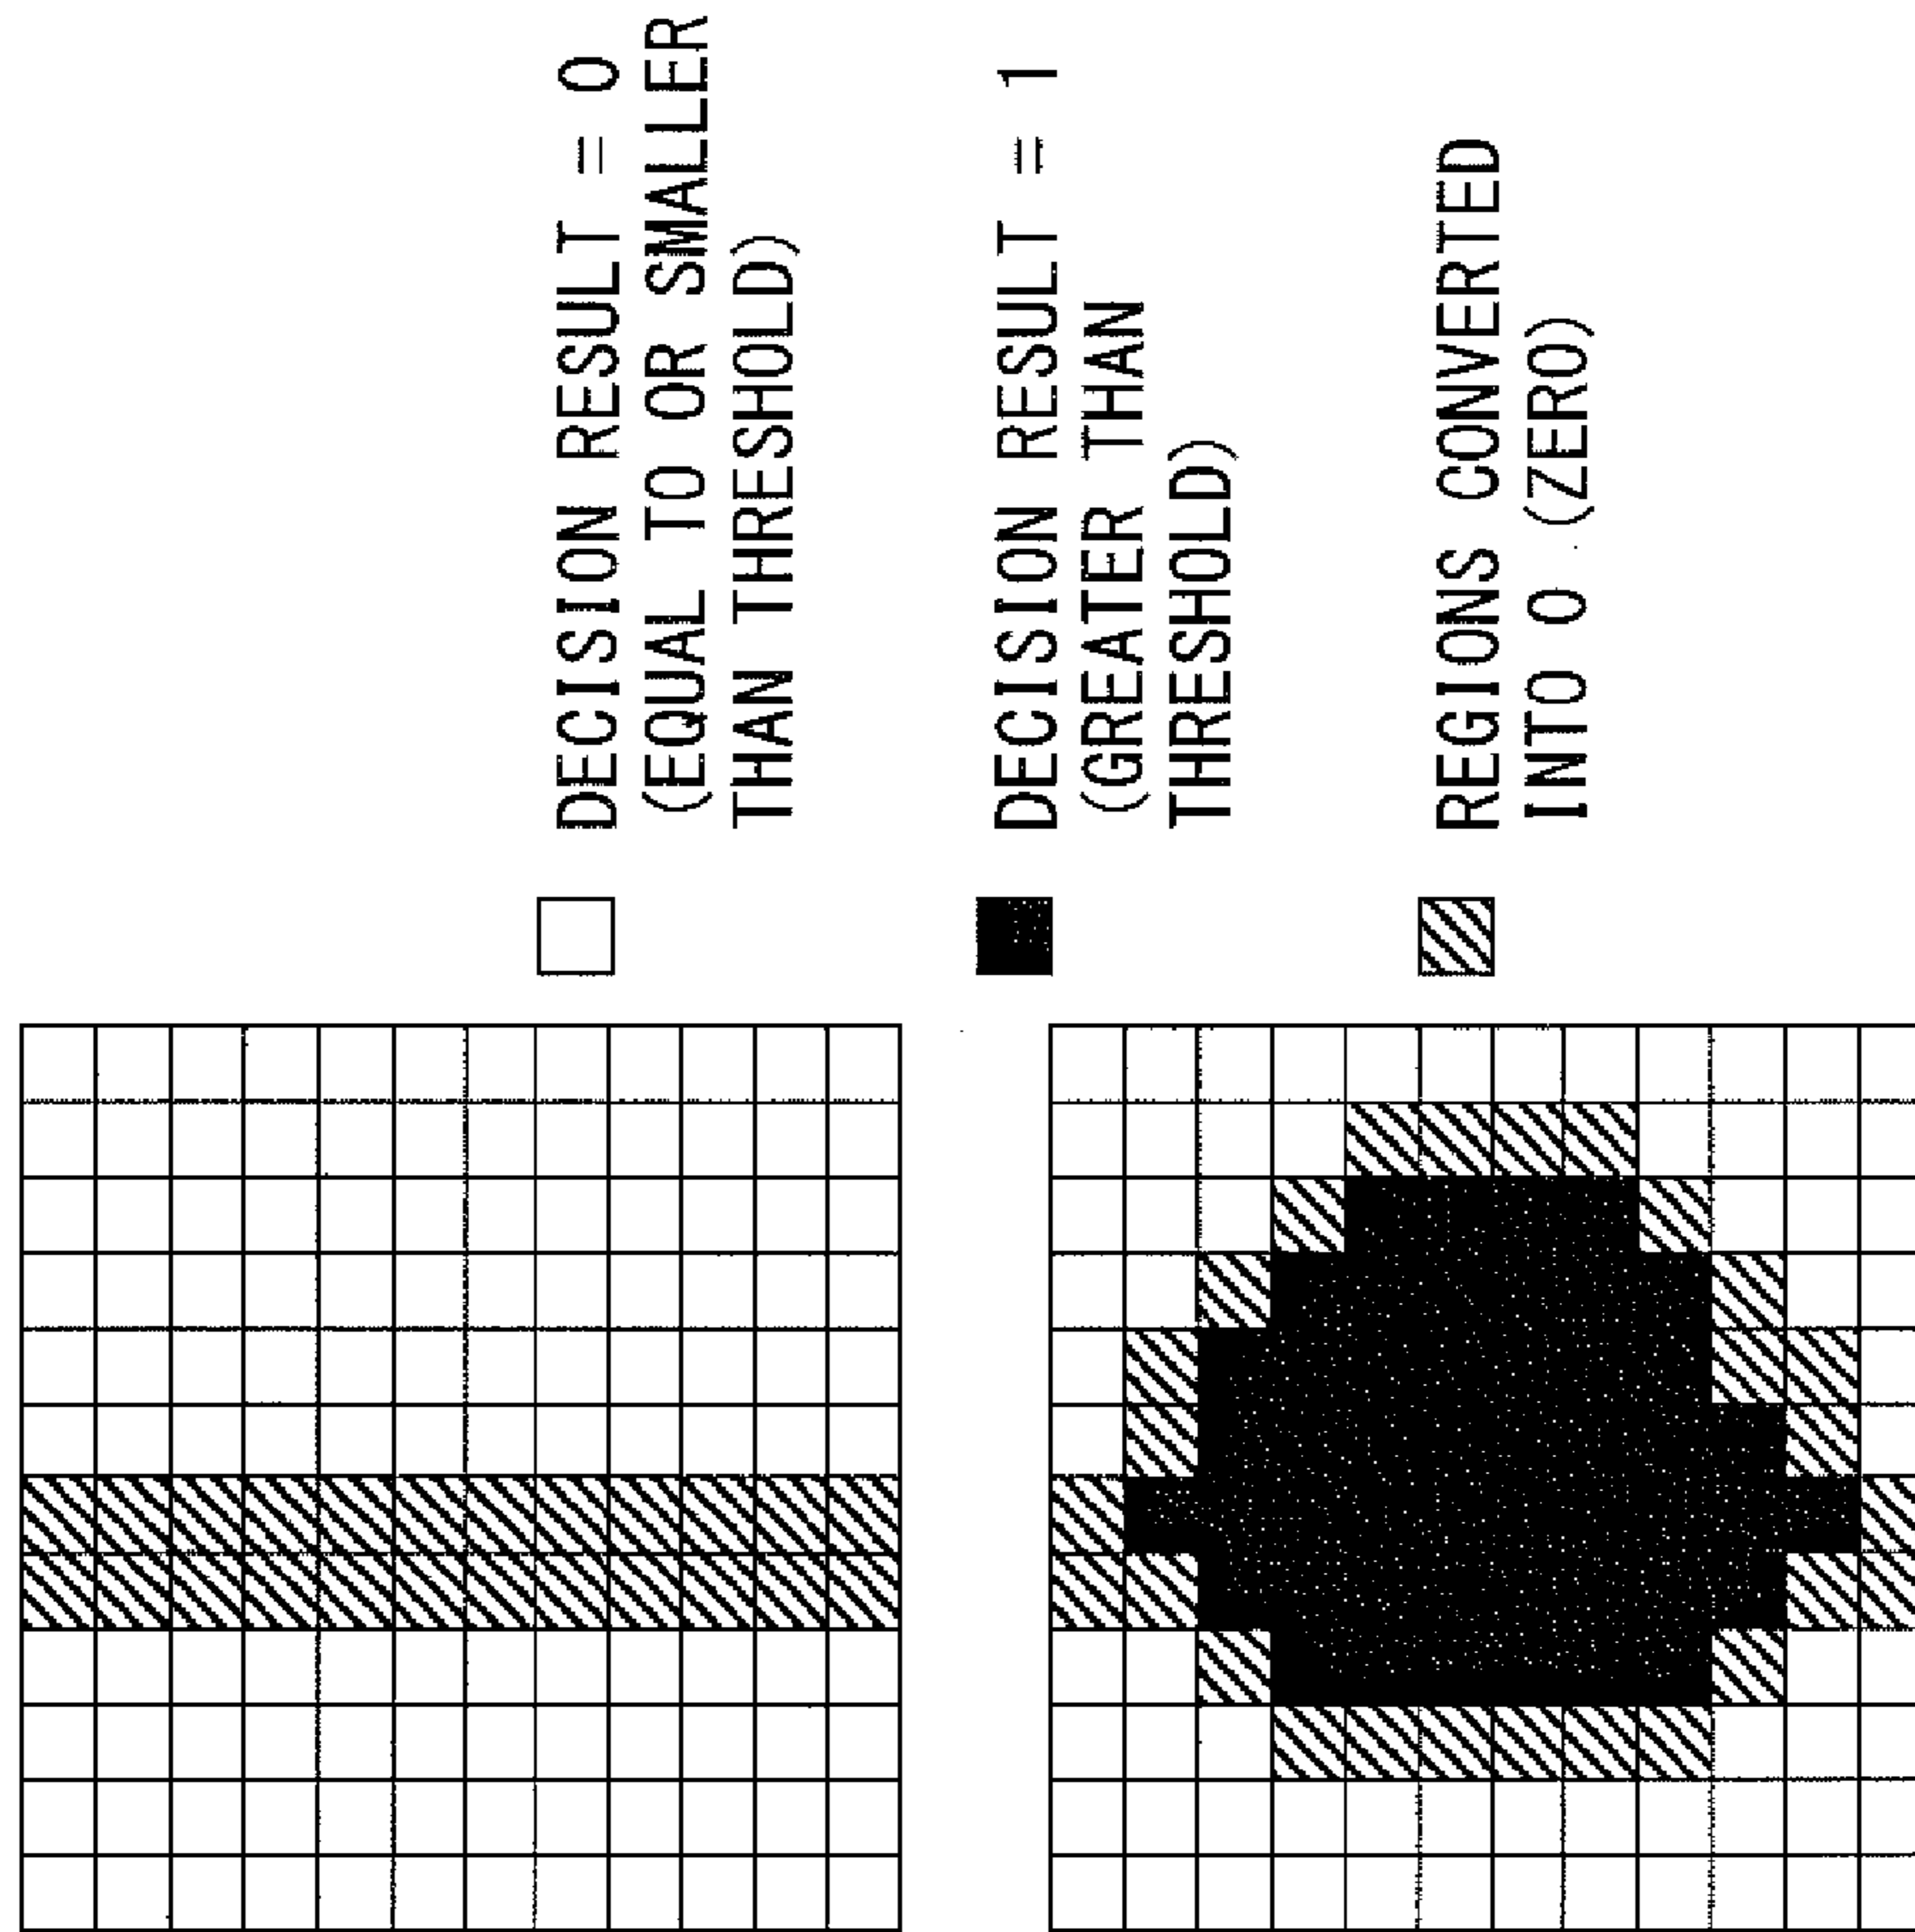 DECISION RESULT = 0
(EQUAL TO OR SMALLER
THAN THRESHOLD)
DECISION RESULT = 1
(GREATER THAN
THRESHOLD)
REGIONS CONVERTED
INTO 0 (ZERO)